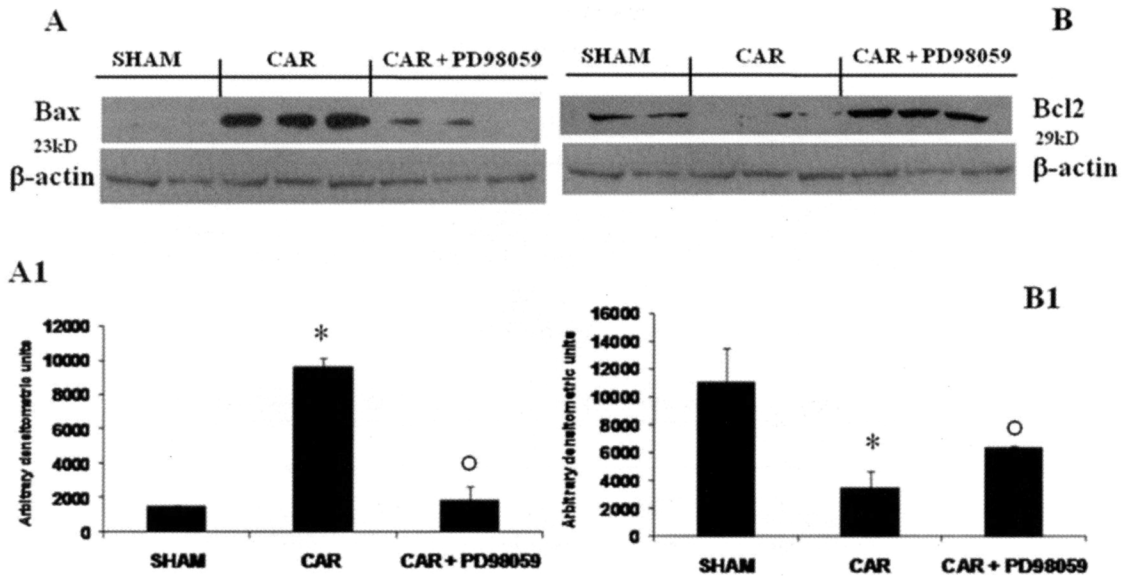 A
B
SHAM CAR CAR + PD98059
SHAM CAR CAR + PD98059
Bax
23kD
β-actin
Bcl2
29kD
β-actin
A1
B1
Arbitrary densitometric units
12000
10000
8000
6000
4000
2000
0
*
○
SHAM CAR CAR + PD98059
Arbitrary densitometric units
16000
14000
12000
10000
8000
6000
4000
2000
0
*
○
SHAM CAR CAR + PD98059